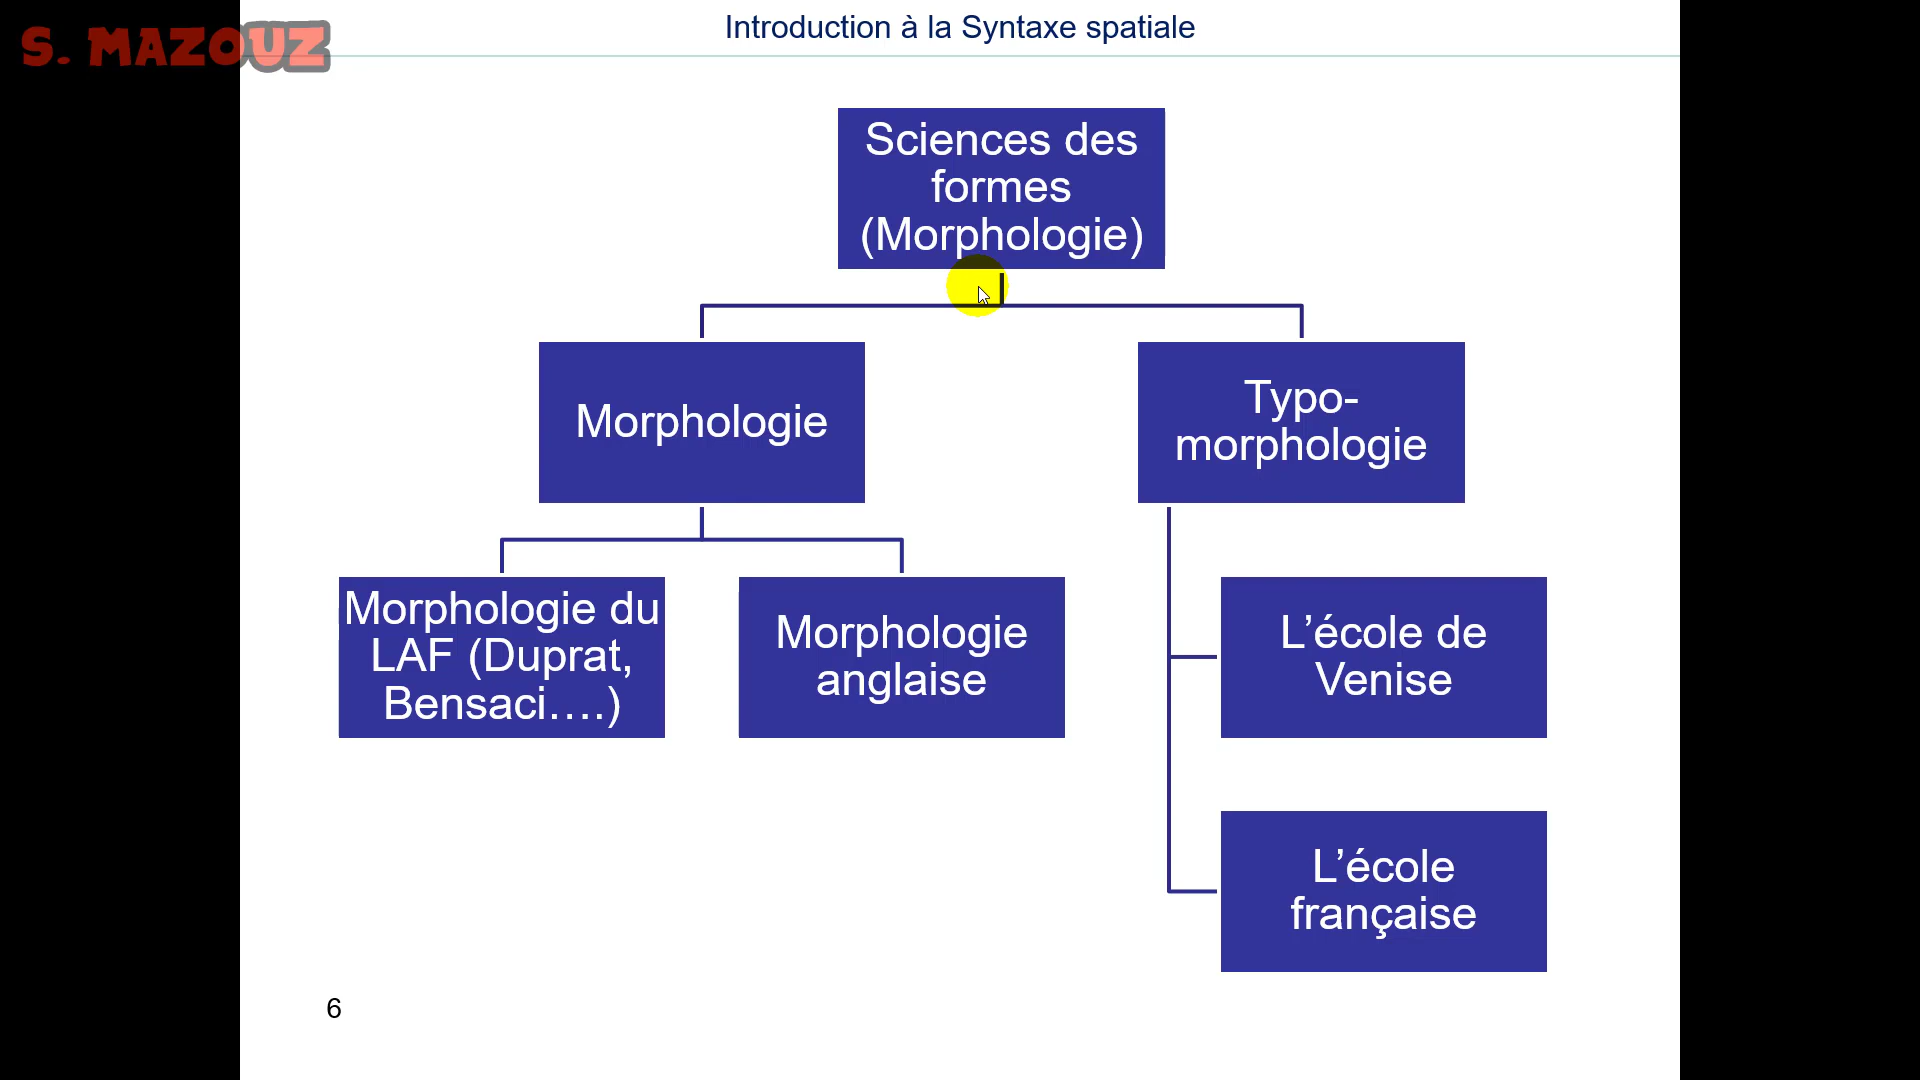 Introduction à la Syntaxe spatiale
S. MAZOUZ
Sciences des
formes
(Morphologie)
Morphologie
Typo-
morphologie
Morphologie du
LAF (Duprat,
Bensaci....)
Morphologie
anglaise
L’école de
Venise
L’école
française
6